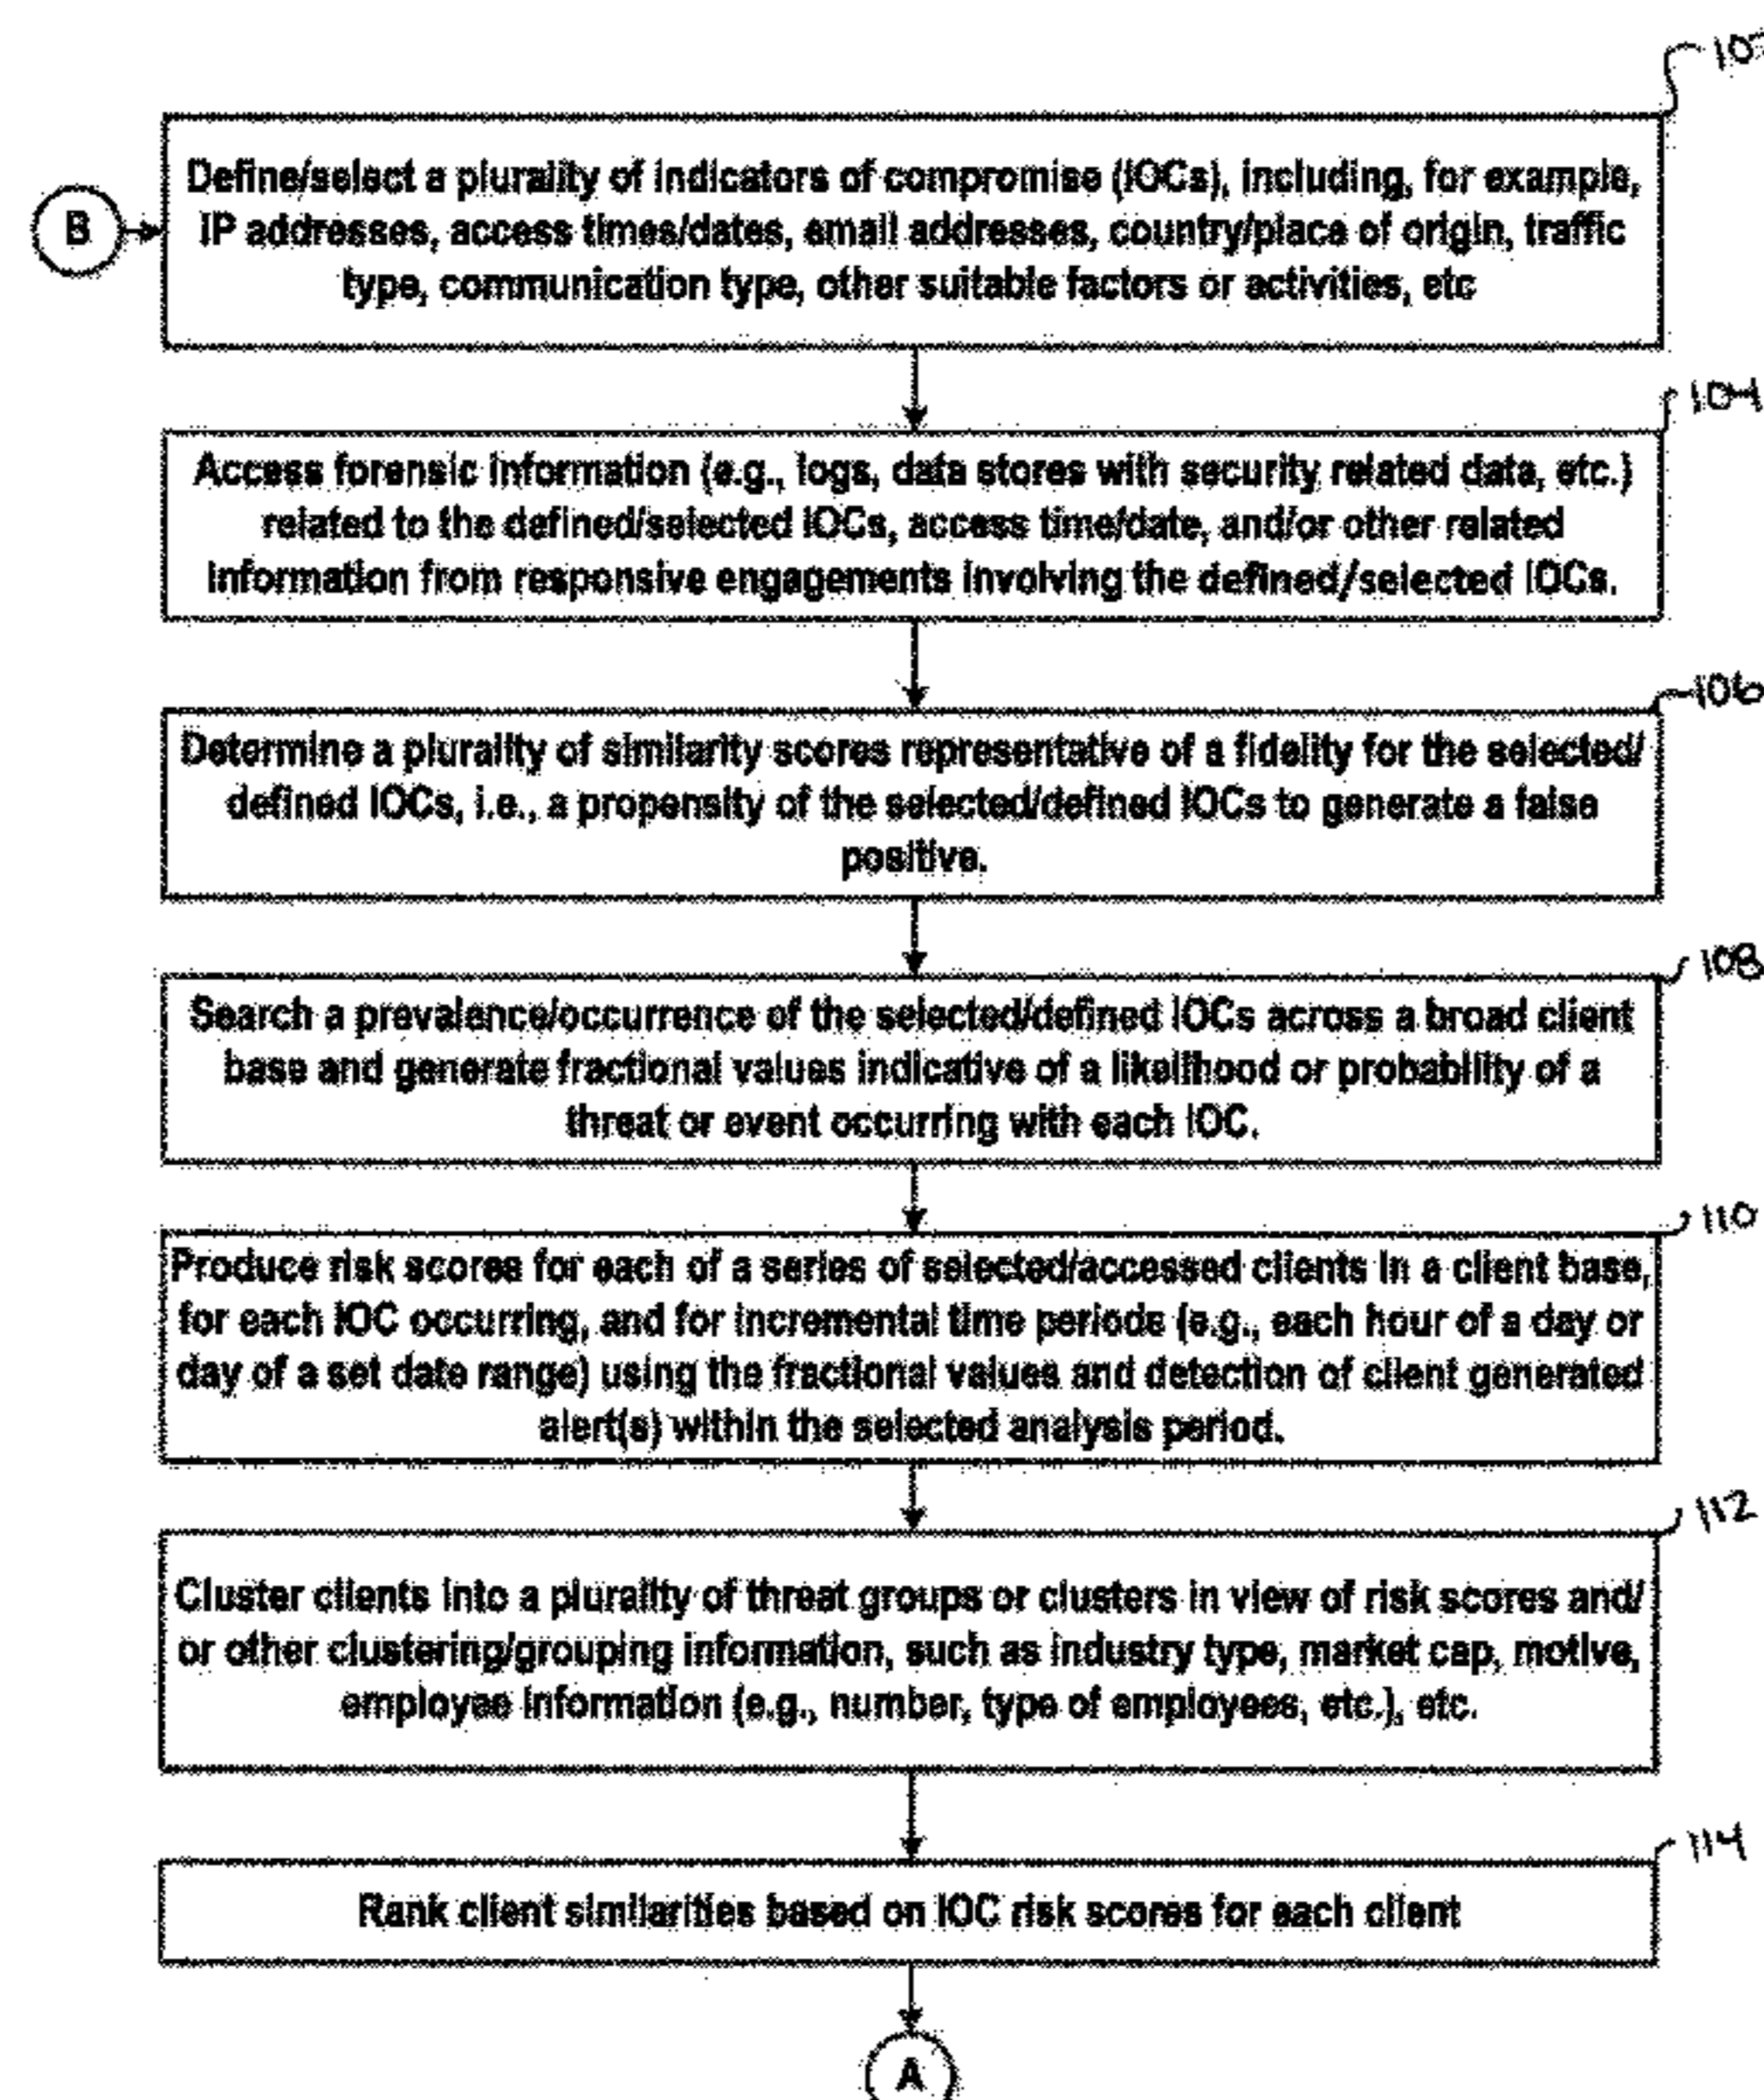 Define/select a plurality of indicators of compromise (IOCs), including, for example,
B
IP addresses, access times/dates, email addresses, country/place of origin, traffic
type, communication type, other suitable factors or activities, etc
104
Access forensic information (e.g., logs, data stores with security related data, etc.)
related to the defined/selected IOCs, access time/date, and/or other related
information from responsive engagements involving the defined/selected IOCs.
106
Determine a plurality of similarity scores representative of a fidelity for the selected/
defined IOCs, i.e., a propensity of the selected/defined IOCs to generate a false
positive.
108
Search a prevalence/occurrence of the selected/defined IOCs across a broad client
base and generate fractional values indicative of a likelihood or probability of a
threat or event occurring with each IOC.
110
Produce risk scores for each of a series of selected/accessed clients in a client base,
for each IOC occurring, and for incremental time periods (e.g., each hour of a day or
day of a set date range) using the fractional values and detection of client generated
alert(s) within the selected analysis period.
112
Cluster clients into a plurality of threat groups or clusters in view of risk scores and/
or other clustering/grouping information, such as industry type, market cap, motive,
employee information (e.g., number, type of employees, etc.), etc.
114
Rank client similarities based on IOC risk scores for each client
A